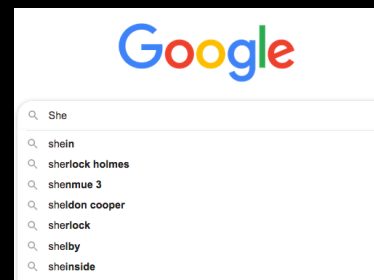 Google
She
shein
sherlock holmes
shenmue 3
sheldon cooper
sherlock
shelby
sheinside